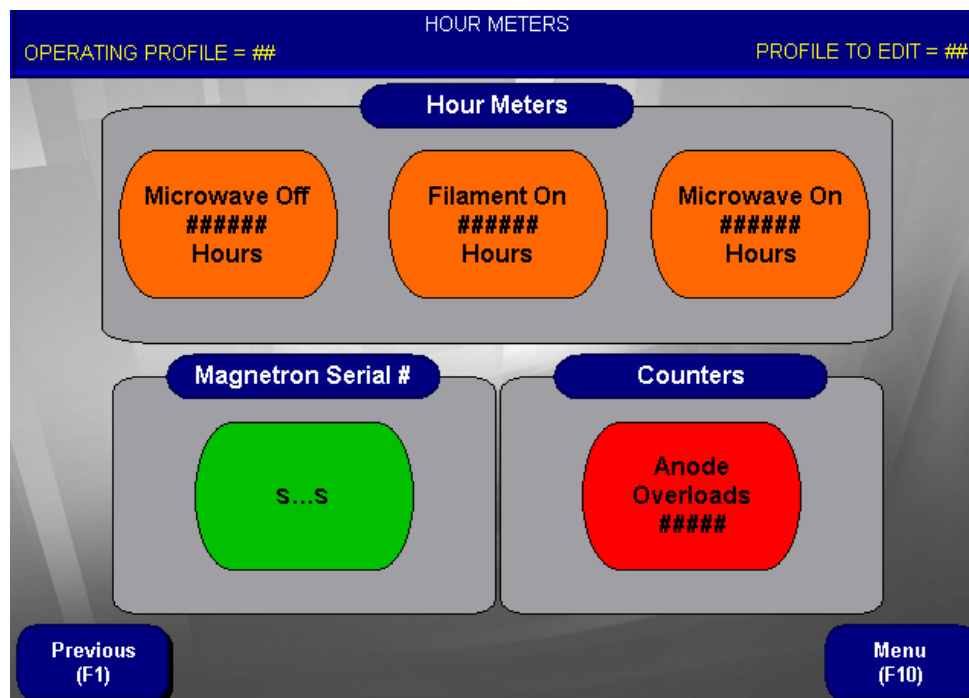 HOUR METERS
OPERATING PROFILE = ##
PROFILE TO EDIT = ##
Hour Meters
Microwave Off
######
Hours
Filament On
######
Hours
Microwave On
######
Hours
Magnetron Serial #
S...S
Counters
Anode
Overloads
#####
Previous
(F1)
Menu
(F10)